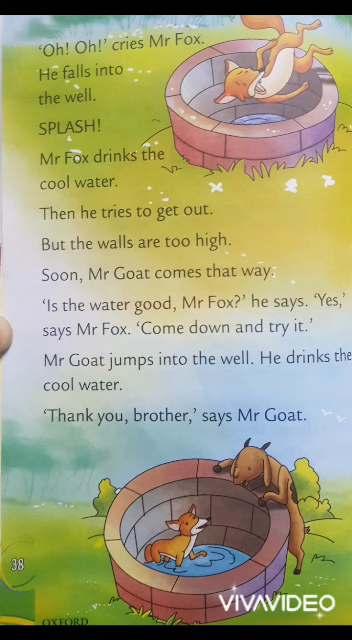 ‘Oh! Oh!’ cries Mr Fox.
He falls into
the well.
SPLASH!
Mr Fox drinks the
cool water.
Then he tries to get out.
But the walls are too high.
Soon, Mr Goat comes that way.
‘Is the water good, Mr Fox?’ he says. ‘Yes,’
says Mr Fox. ‘Come down and try it.’
Mr Goat jumps into the well. He drinks the
cool water.
‘Thank you, brother,’ says Mr Goat.
38
OXFORD
VIVAVIDEO